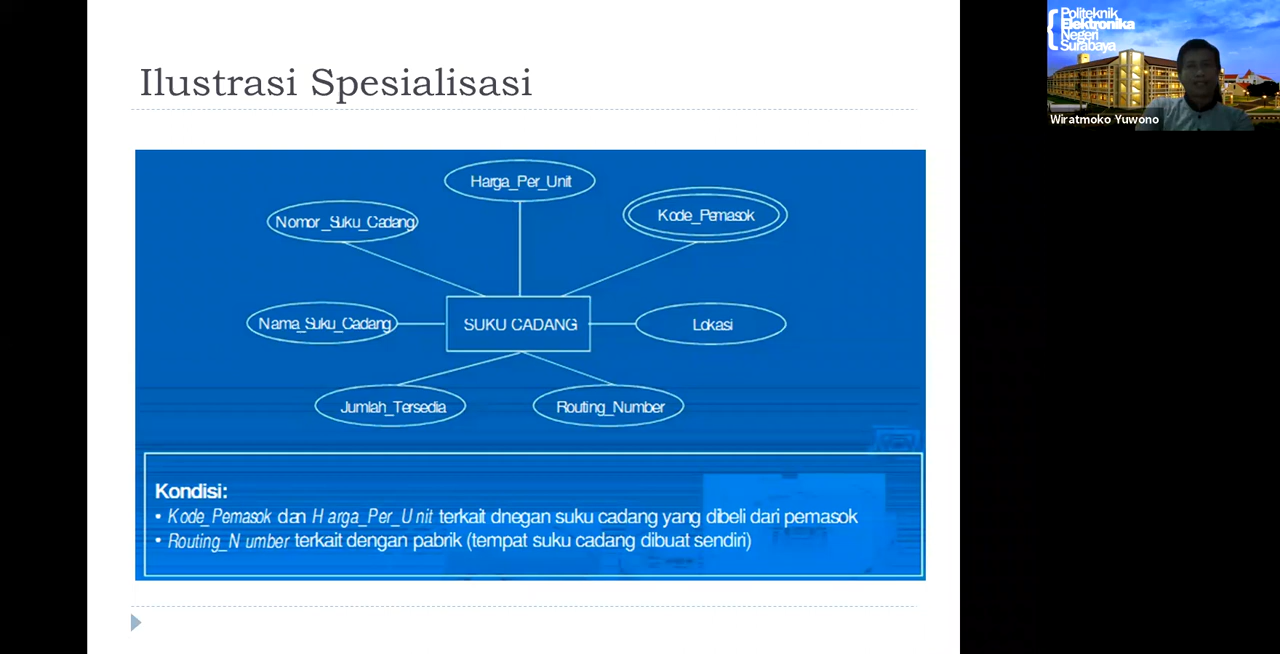 Ilustrasi Spesialisasi
Harga_Per_Unit
Nomor_Suku_Cadang
Kode_Pemasok
Nama_Suku_Cadang
SUKU CADANG
Lokasi
Jumlah_Tersedia
Routing_Number
Kondisi:
• Kode_Pemasok dan Harga_Per_Unit terkait dnegan suku cadang yang dibeli dari pemasok
• Routing_Number terkait dengan pabrik (tempat suku cadang dibuat sendiri)
Politeknik
Elektronika
Negeri
Surabaya
Wiratmoko Yuwono